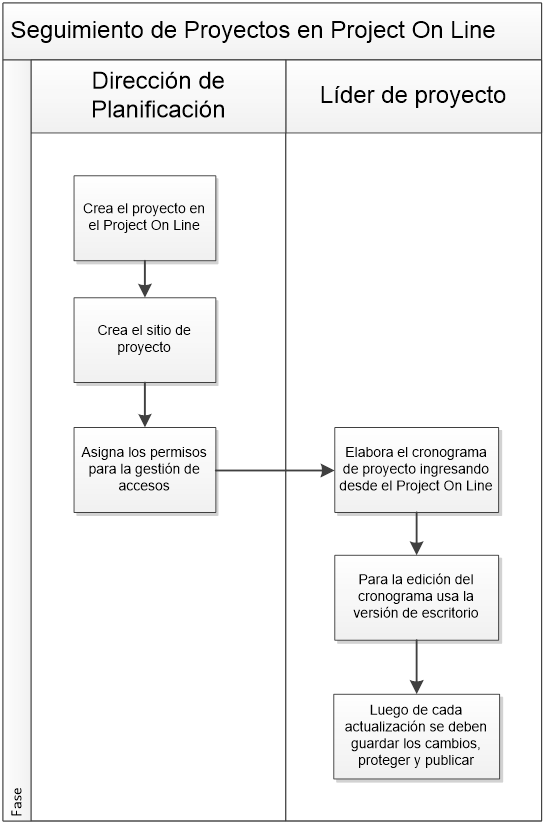 Seguimiento de Proyectos en Project On Line
Dirección de
Planificación
Líder de proyecto
Crea el proyecto en
el Project On Line
Crea el sitio de
proyecto
Asigna los permisos
para la gestión de
accesos
Elabora el cronograma
de proyecto ingresando
desde el Project On Line
Para la edición del
cronograma usa la
versión de escritorio
Luego de cada
actualización se deben
guardar los cambios,
proteger y publicar
Fase